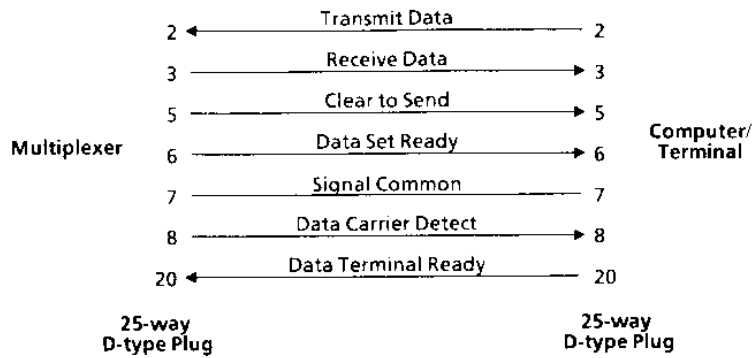 Transmit Data
2 2
Receive Data
3 3
Clear to Send
5 5
Multiplexer
Data Set Ready
6 6
Computer/
Terminal
Signal Common
7 7
Data Carrier Detect
8 8
Data Terminal Ready
20 20
25-way
D-type Plug
25-way
D-type Plug